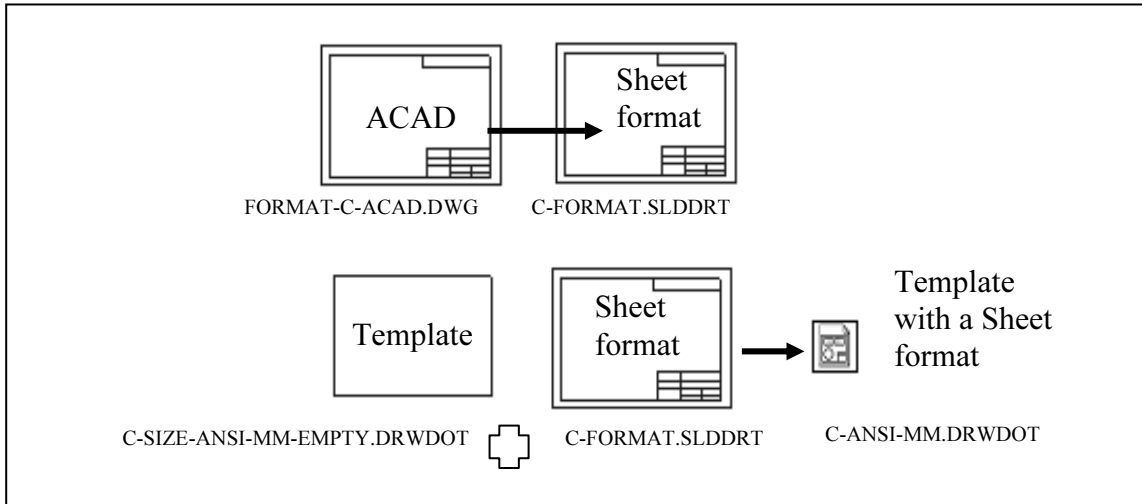 ACAD
Sheet
format
FORMAT-C-ACAD.DWG
C-FORMAT.SLDDRT
Template
Sheet
format
Template
with a Sheet
format
C-SIZE-ANSI-MM-EMPTY.DRWDOT
C-FORMAT.SLDDRT
C-ANSI-MM.DRWDOT